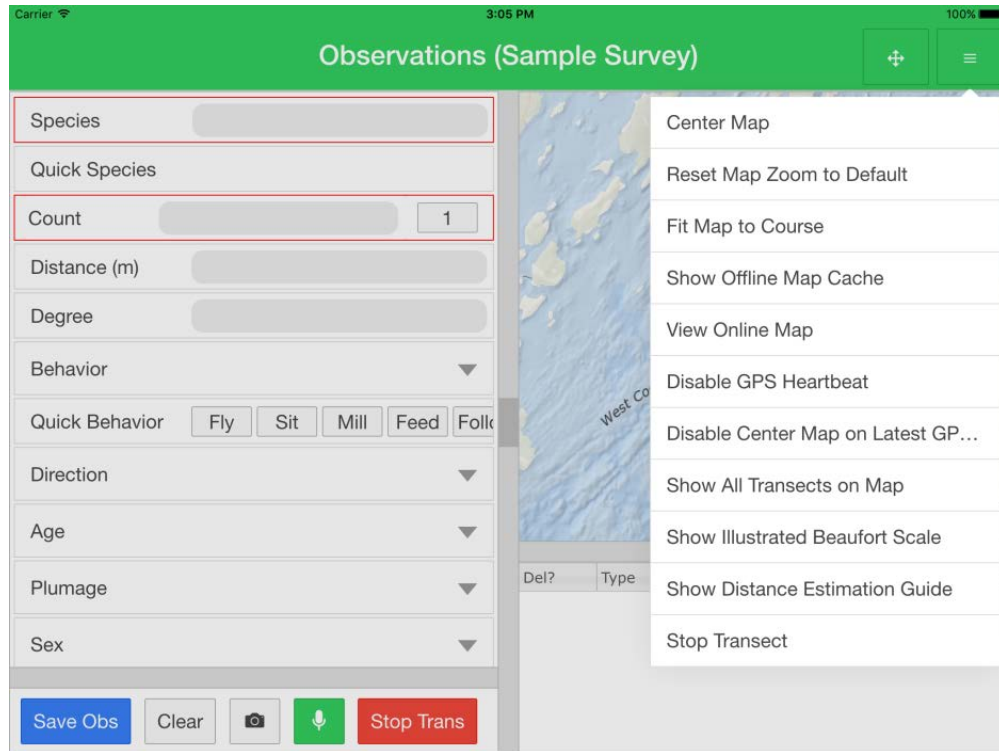 Carrier 3:05 PM 100%
Observations (Sample Survey)
Species
Quick Species
Count 1
Distance (m)
Degree
Behavior
Quick Behavior Fly Sit Mill Feed Follo
Direction
Age
Plumage
Sex
Save Obs Clear Stop Trans
West Co
Del? Type
Center Map
Reset Map Zoom to Default
Fit Map to Course
Show Offline Map Cache
View Online Map
Disable GPS Heartbeat
Disable Center Map on Latest GP...
Show All Transects on Map
Show Illustrated Beaufort Scale
Show Distance Estimation Guide
Stop Transect